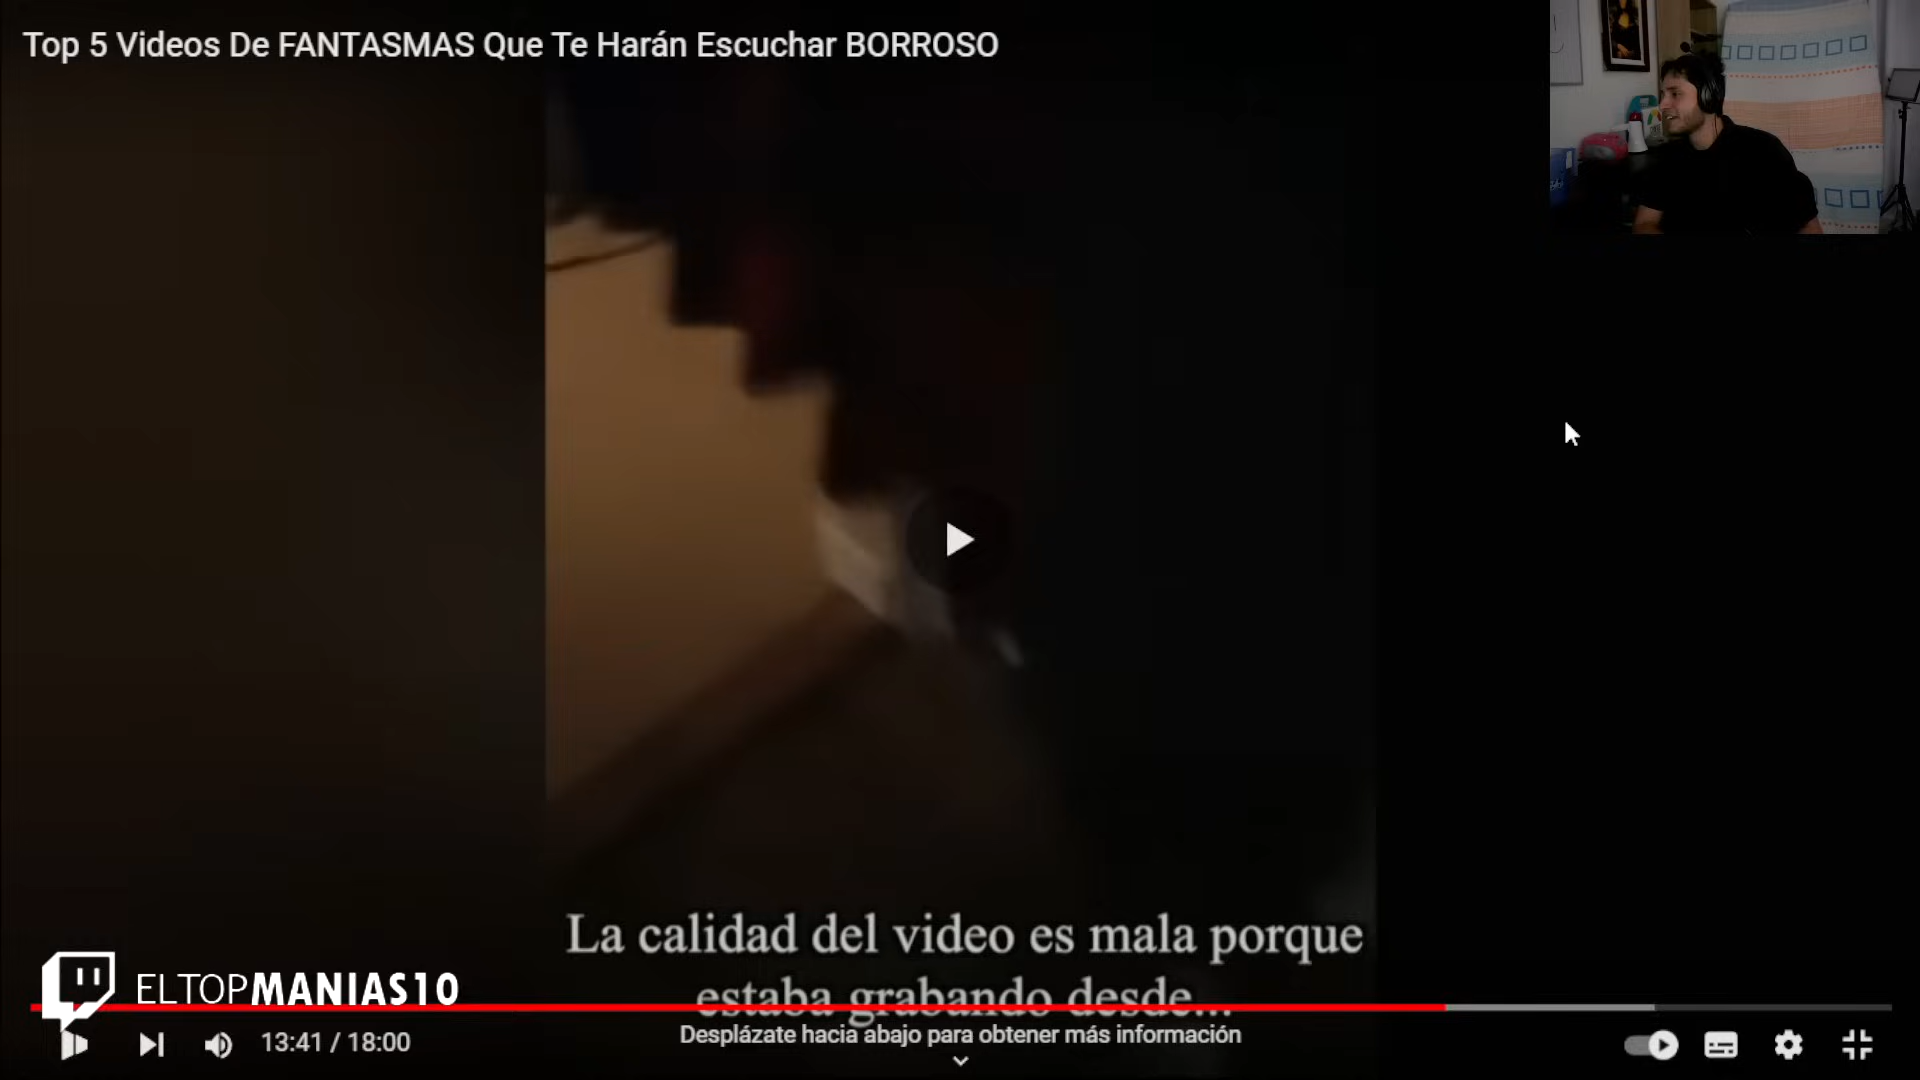 Top 5 Videos De FANTASMAS Que Te Harán Escuchar BORROSO
La calidad del video es mala porque
estaba grabando desde...
ELTOPMANIAS10
13:41 / 18:00
Desplázate hacia abajo para obtener más información